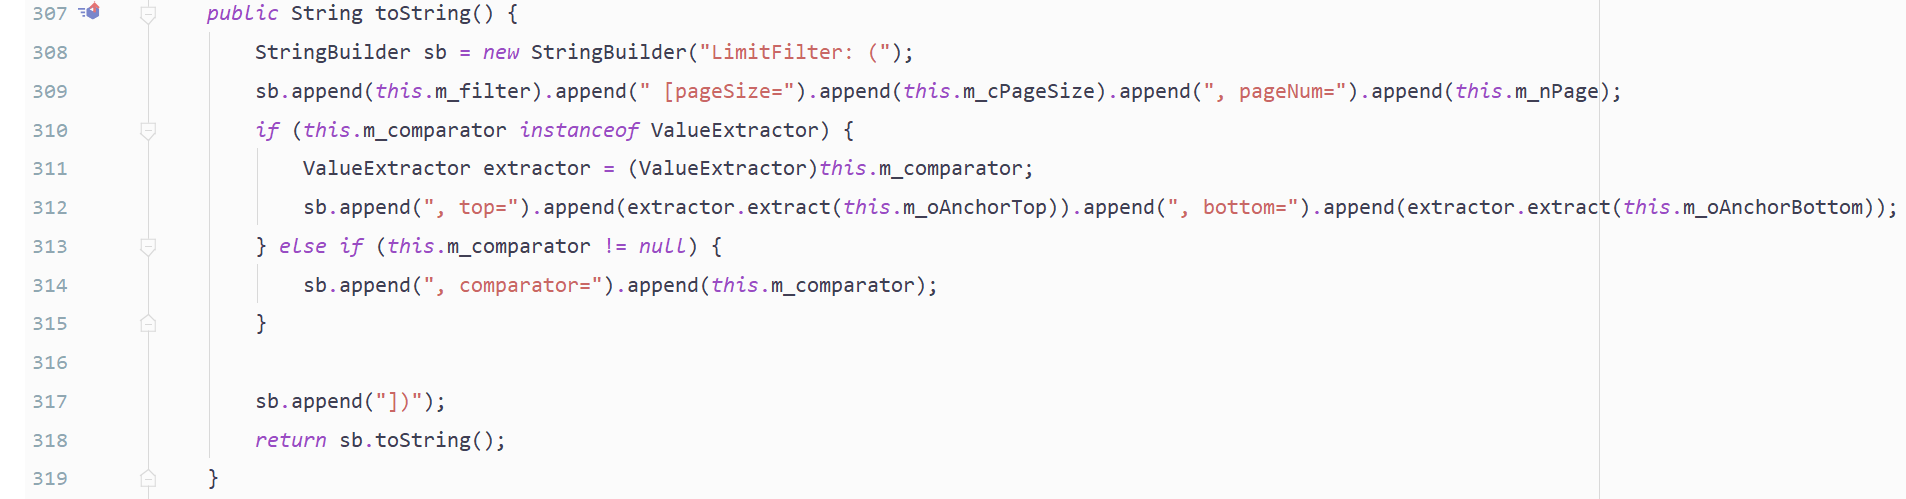 307 public String toString() {
308 StringBuilder sb = new StringBuilder("LimitFilter: (");
309 sb.append(this.m_filter).append(" [pageSize=").append(this.m_cPageSize).append(", pageNum=").append(this.m_nPage);
310 if (this.m_comparator instanceof ValueExtractor) {
311 ValueExtractor extractor = (ValueExtractor)this.m_comparator;
312 sb.append(", top=").append(extractor.extract(this.m_oAnchorTop)).append(", bottom=").append(extractor.extract(this.m_oAnchorBottom));
313 } else if (this.m_comparator != null) {
314 sb.append(", comparator=").append(this.m_comparator);
315 }
316
317 sb.append("])");
318 return sb.toString();
319 }